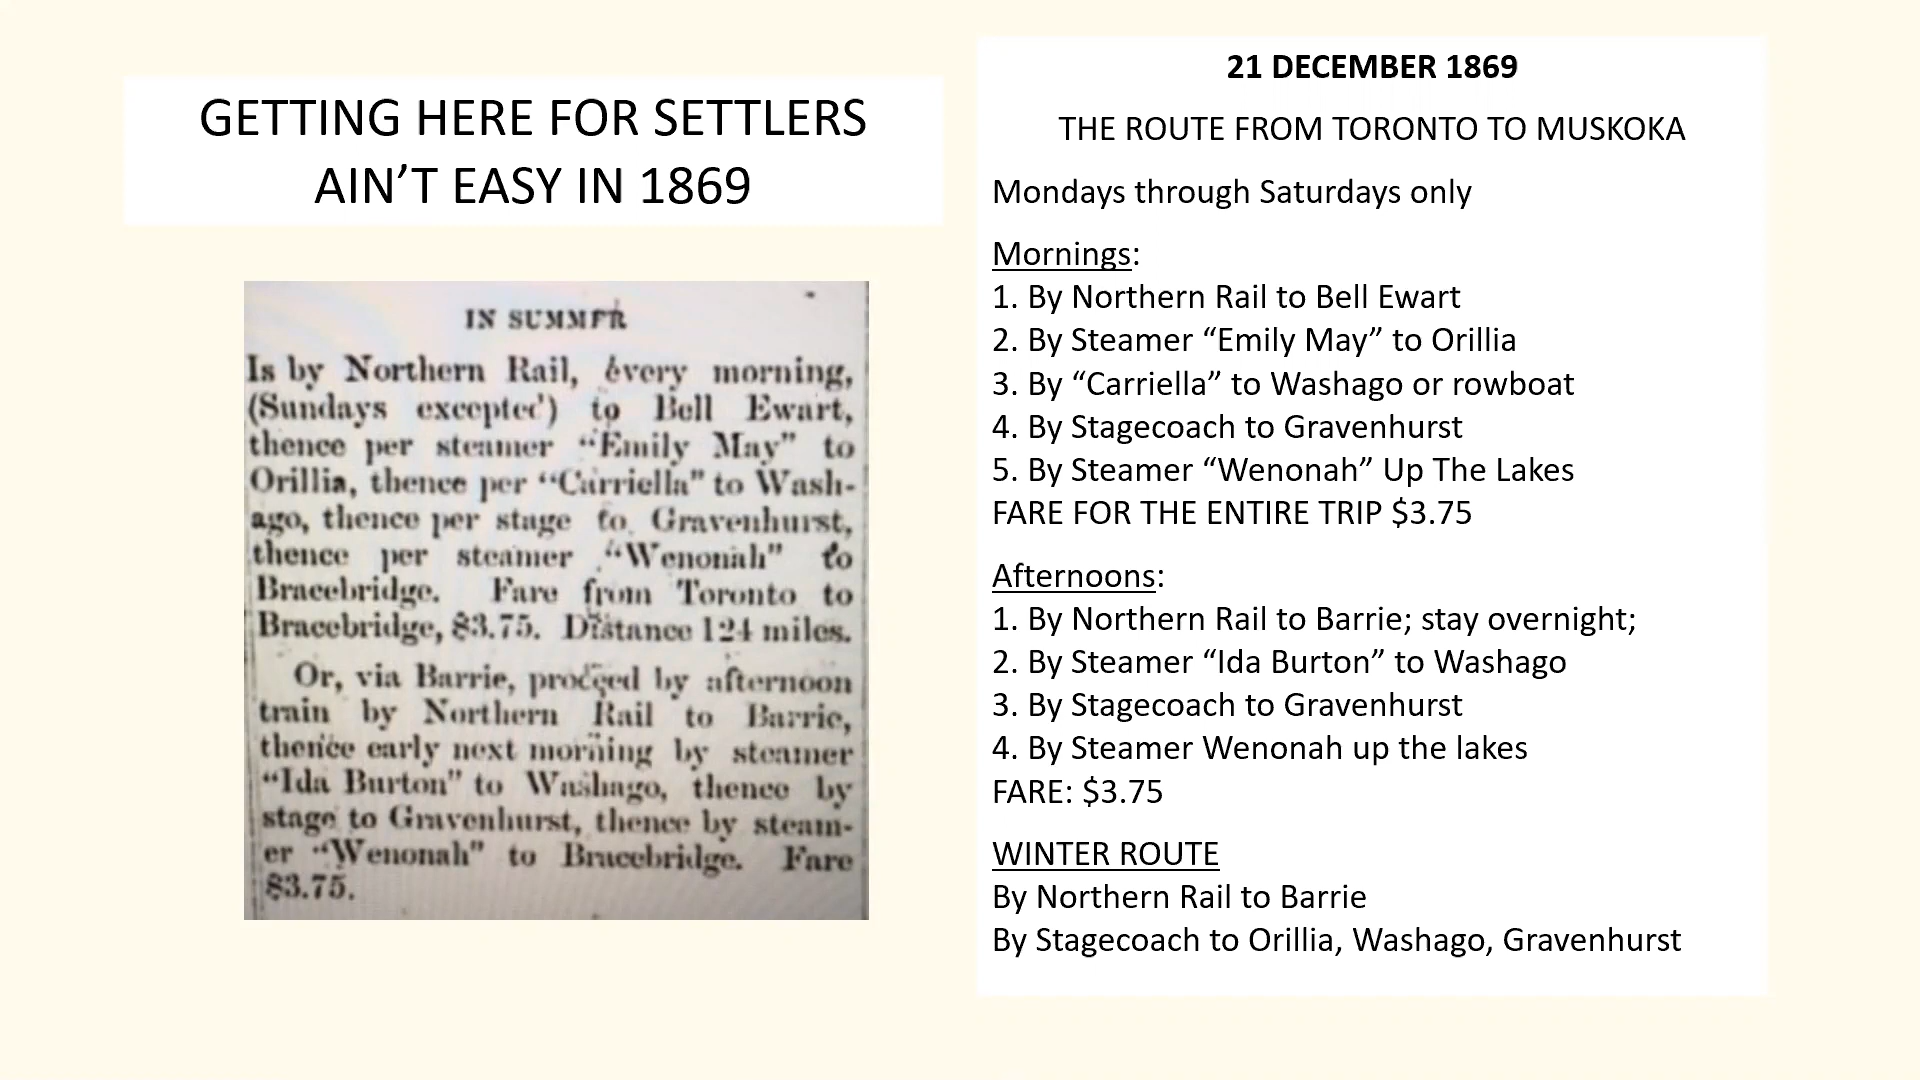 GETTING HERE FOR SETTLERS
AIN’T EASY IN 1869
IN SUMMER
Is by Northern Rail, every morning,
(Sundays excepted) to Bell Ewart,
thence per steamer “Emily May” to
Orillia, thence per “Carriella” to Wash-
ago, thence per stage to Gravenhurst,
thence per steamer “Wenonah” to
Bracebridge. Fare from Toronto to
Bracebridge, $3.75. Distance 124 miles.
Or, via Barrie, proceed by afternoon
train by Northern Rail to Barrie,
thence early next morning by steamer
“Ida Burton” to Washago, thence by
stage to Gravenhurst, thence by steam-
er “Wenonah” to Bracebridge. Fare
$3.75.
21 DECEMBER 1869
THE ROUTE FROM TORONTO TO MUSKOKA
Mondays through Saturdays only
Mornings:
1. By Northern Rail to Bell Ewart
2. By Steamer “Emily May” to Orillia
3. By “Carriella” to Washago or rowboat
4. By Stagecoach to Gravenhurst
5. By Steamer “Wenonah” Up The Lakes
FARE FOR THE ENTIRE TRIP $3.75
Afternoons:
1. By Northern Rail to Barrie; stay overnight;
2. By Steamer “Ida Burton” to Washago
3. By Stagecoach to Gravenhurst
4. By Steamer Wenonah up the lakes
FARE: $3.75
WINTER ROUTE
By Northern Rail to Barrie
By Stagecoach to Orillia, Washago, Gravenhurst